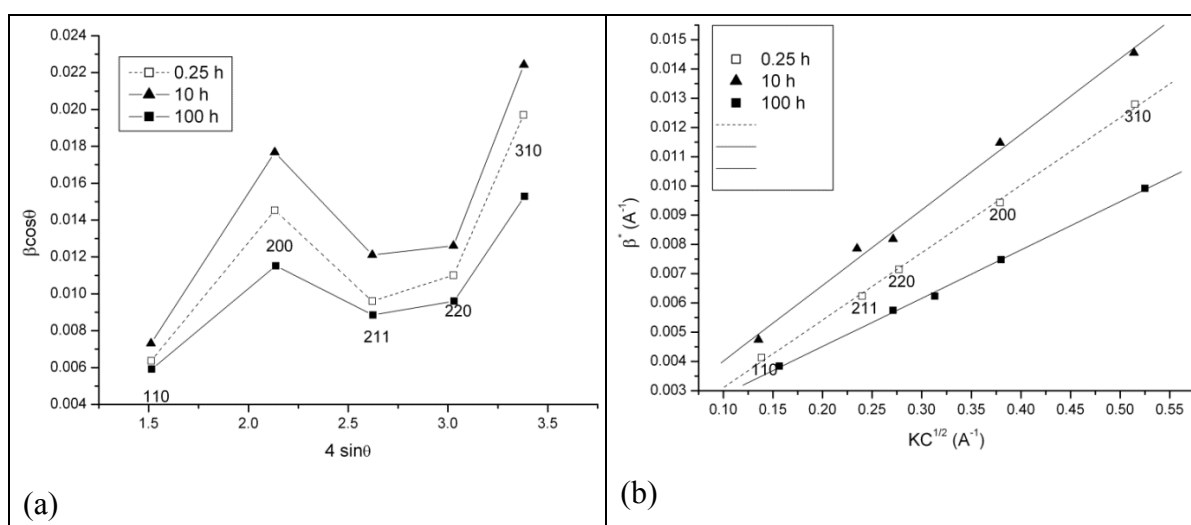 0.024
0.022
0.020
0.018
0.016
0.014
0.012
0.010
0.008
0.006
0.004
βcosθ
0.25 h
10 h
100 h
110
200
211
220
310
1.5 2.0 2.5 3.0 3.5
4 sinθ
(a)
0.015
0.014
0.013
0.012
0.011
0.010
0.009
0.008
0.007
0.006
0.005
0.004
0.003
β* (A⁻¹)
0.25 h
10 h
100 h
110
211
220
200
310
0.10 0.15 0.20 0.25 0.30 0.35 0.40 0.45 0.50 0.55
KC^1/2 (A⁻¹)
(b)